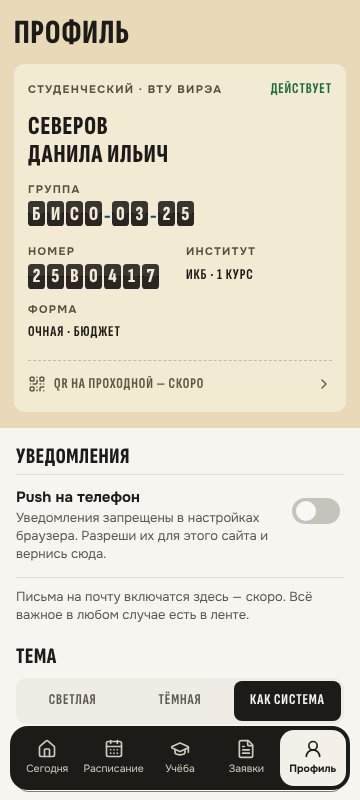 ПРОФИЛЬ
СТУДЕНЧЕСКИЙ · ВТУ ВИРЭА
ДЕЙСТВУЕТ
СЕВЕРОВ
ДАНИЛА ИЛЬИЧ
ГРУППА
БИСО-03-25
НОМЕР
ИНСТИТУТ
25В0417
ИКБ · 1 КУРС
ФОРМА
ОЧНАЯ · БЮДЖЕТ
QR НА ПРОХОДНОЙ — СКОРО
УВЕДОМЛЕНИЯ
Push на телефон
Уведомления запрещены в настройках
браузера. Разреши их для этого сайта и
вернись сюда.
Письма на почту включатся здесь — скоро. Всё
важное в любом случае есть в ленте.
ТЕМА
СВЕТЛАЯ
ТЁМНАЯ
КАК СИСТЕМА
Сегодня
Расписание
Учёба
Заявки
Профиль